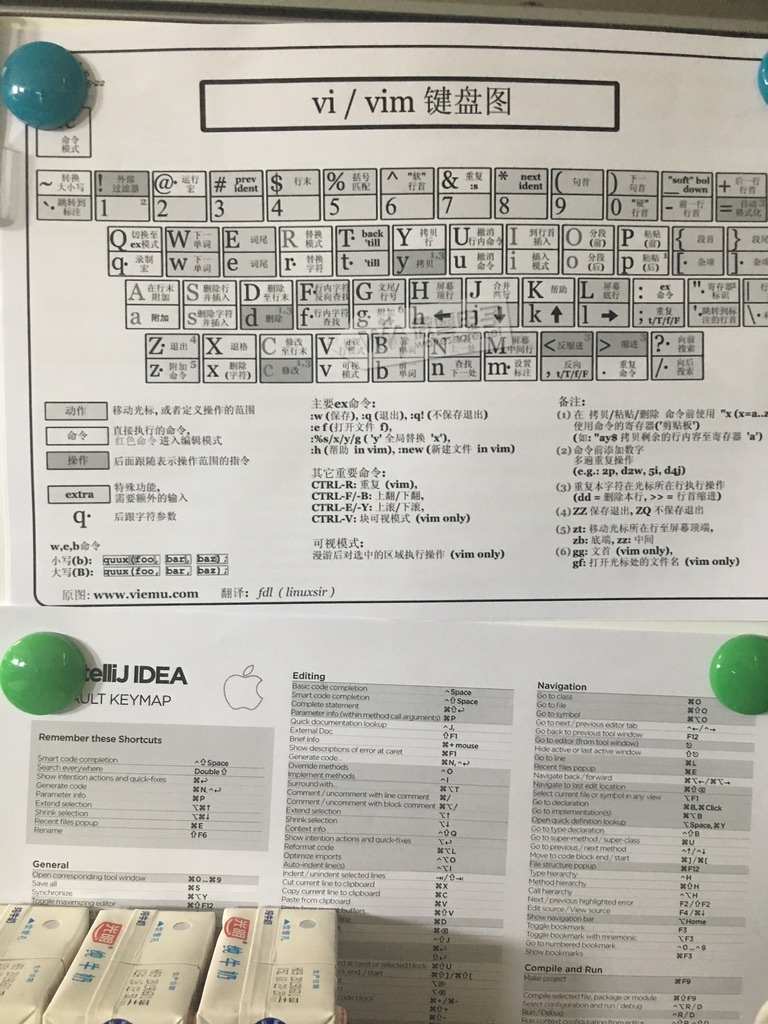 vi / vim 键盘图
命令
模式
~ 转换
大小写
! 外部
过滤器
@· 运行
宏
# prev
ident
$ 行末
% 括号
匹配
^ "软"
行首
& 重复
:s
* next
ident
( 句首
) 下一
句首
"soft" bol
down
+ 后一行
行首
`· 跳转到
标注
1 2
2
3
4
5
6
7
8
9
0 "硬"
行首
- 前一行
行首
= 自动 3
格式化
Q 切换至
ex模式
W 下一
单词
E 词尾
R 替换
模式
T· back
'till
Y 拷贝
行
U 撤消
行内命令
I 到行首
插入
O 分段
(前)
P 粘贴
(前)
{ 段首
q· 录制
宏
w 下一
单词
e 词尾
r· 替换
字符
t· 'till
y 拷贝 1,3
u 撤消
命令
i 插入
模式
o 分段
(后)
p 粘贴 1
(后)
[· 杂项
]· 杂项
A 在行末
附加
S 删除行
并插入
D 删除
至行末
F· 行内字符
反向查找
G 文尾/
行号
H 屏幕
顶行
J 合并
两行
K 帮助
L 屏幕
底行
: ex
命令
"· 寄存器 1
标识
a 附加
s 删除字符
并插入
d 删除 1,3
f· 行内字符
查找
g·
h ←
j ↓
k ↑
l →
; 重复
t/T/f/F
'· 跳转到标
注的行首
Z· 退出 4
X 退格
C 修改
至行末
V 可视
行模式
B 前一
单词
N
M 屏幕
中间行
< 反缩进 3
> 缩进 3
?· 向前
搜索
z· 附加 5
命令
x 删除
(字符)
c 修改 1,3
v 可视
模式
b 前一
单词
n 查找
下一处
m· 设置
标注
, 反向
t/T/f/F
. 重复
命令
/· 向后
搜索
动作 移动光标, 或者定义操作的范围
命令 直接执行的命令,
红色命令 进入编辑模式
操作 后面跟随表示操作范围的指令
extra 特殊功能,
需要额外的输入
q· 后跟字符参数
w,e,b命令
小写(b): quux(foo, bar, baz);
大写(B): quux(foo, bar, baz);
原图: www.viemu.com 翻译: fdl (linuxsir)
主要ex命令:
:w (保存), :q (退出), :q! (不保存退出)
:e f (打开文件 f),
:%s/x/y/g ('y' 全局替换 'x'),
:h (帮助 in vim), :new (新建文件 in vim)
其它重要命令:
CTRL-R: 重复 (vim),
CTRL-F/-B: 上翻/下翻,
CTRL-E/-Y: 上滚/下滚,
CTRL-V: 块可视模式 (vim only)
可视模式:
漫游后对选中的区域执行操作 (vim only)
备注:
(1) 在 拷贝/粘贴/删除 命令前使用 "x (x=a..z
使用命令的寄存器('剪贴板')
(如: "ay$ 拷贝剩余的行内容至寄存器 'a')
(2) 命令前添加数字
多遍重复操作
(e.g.: 2p, d2w, 5i, d4j)
(3) 重复本字符在光标所在行执行操作
(dd = 删除本行, >> = 行首缩进)
(4) ZZ 保存退出, ZQ 不保存退出
(5) zt: 移动光标所在行至屏幕顶端,
zb: 底端, zz: 中间
(6) gg: 文首 (vim only),
gf: 打开光标处的文件名 (vim only)
telliJ IDEA
ULT KEYMAP
Remember these Shortcuts
Smart code completion ⌃⇧Space
Search everywhere Double⇧
Show intention actions and quick-fixes ⌘↩
Generate code ⌘N, ⌃↩
Parameter info ⌘P
Extend selection ⌥⌘↑
Shrink selection ⌥⌘↓
Recent files popup ⌘E
Rename ⇧F6
General
Open corresponding tool window ⌘0...⌘9
Save all ⌘S
Synchronize ⌘⌥Y
Toggle maximizing editor ⌘⇧F12
Editing
Basic code completion ⌃Space
Smart code completion ⌃⇧Space
Complete statement ⌘⇧↩
Parameter info (within method call arguments) ⌘P
Quick documentation lookup ⌃J,
External Doc ⇧F1
Brief Info ⌘+mouse
Show descriptions of error at caret ⌘F1
Generate code... ⌘N, ⌃↩
Override methods ⌃O
Implement methods ⌃I
Surround with... ⌘⌥T
Comment / uncomment with line comment ⌘/
Comment / uncomment with block comment ⌘⌥/
Extend selection ⌥↑
Shrink selection ⌥↓
Context info ⌃⇧Q
Show intention actions and quick-fixes ⌥↩
Reformat code ⌘⌥L
Optimize imports ⌃⌥O
Auto-indent line(s) ⌃⌥I
Indent / unindent selected lines ⇥/⇧⇥
Cut current line to clipboard ⌘X
Copy current line to clipboard ⌘C
Paste from clipboard ⌘V
buffers ⌘⇧V
⌘D
⌘⌫
⌃⇧J
d at caret or selected block ⌘⇧U
end / start ⌘⇧]/⌘⇧[
code block ⌘+/⌘-
Navigation
Go to class ⌘O
Go to file ⌘⇧O
Go to symbol ⌘⌥O
Go to next / previous editor tab ⌃←/⌃→
Go back to previous tool window F12
Go to editor (from tool window) ⎋
Hide active or last active window ⇧⎋
Go to line ⌘L
Recent files popup ⌘E
Navigate back / forward ⌘⌥←/⌘⌥→
Navigate to last edit location ⌘⇧⌫
Select current file or symbol in any view ⌥F1
Go to declaration ⌘B, ⌘Click
Go to implementation(s) ⌘⌥B
Open quick definition lookup ⌥Space, ⌘Y
Go to type declaration ⌃⇧B
Go to super-method / super-class ⌘U
Go to previous / next method ⌃↑/⌃↓
Move to code block end / start ⌘]/⌘[
File structure popup ⌘F12
Type hierarchy ⌃H
Method hierarchy ⌘⇧H
Call hierarchy ⌃⌥H
Next / previous highlighted error F2/⇧F2
Edit source / View source F4/⌘↓
Show navigation bar ⌥Home
Toggle bookmark F3
Toggle bookmark with mnemonic ⌥F3
Go to numbered bookmark ⌃0...⌃9
Show bookmarks ⌘F3
Compile and Run
Make project ⌘F9
Compile selected file, package or module ⌘⇧F9
Select configuration and run / debug ⌃⌥R/D
Run / Debug ⌃R/D
光明
酸牛奶
光明
酸牛奶